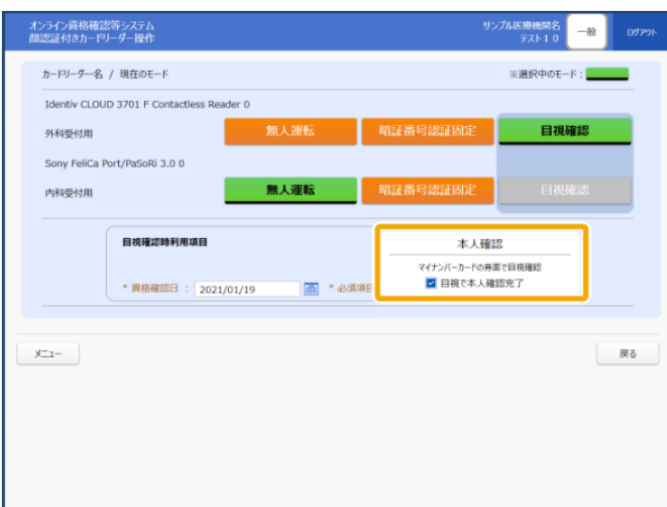 オンライン資格確認等システム
顔認証付きカードリーダー操作
サンプル医療機関名
テスト10
一般
ログアウト
カードリーダー名 / 現在のモード
※選択中のモード:
Identiv CLOUD 3701 F Contactless Reader 0
外科受付用
無人運転
暗証番号認証固定
目視確認
Sony FeliCa Port/PaSoRi 3.0 0
内科受付用
無人運転
暗証番号認証固定
目視確認
目視確認時利用項目
* 資格確認日 : 2021/01/19
* 必須項目
本人確認
マイナンバーカードの券面で目視確認
目視で本人確認完了
メニュー
戻る